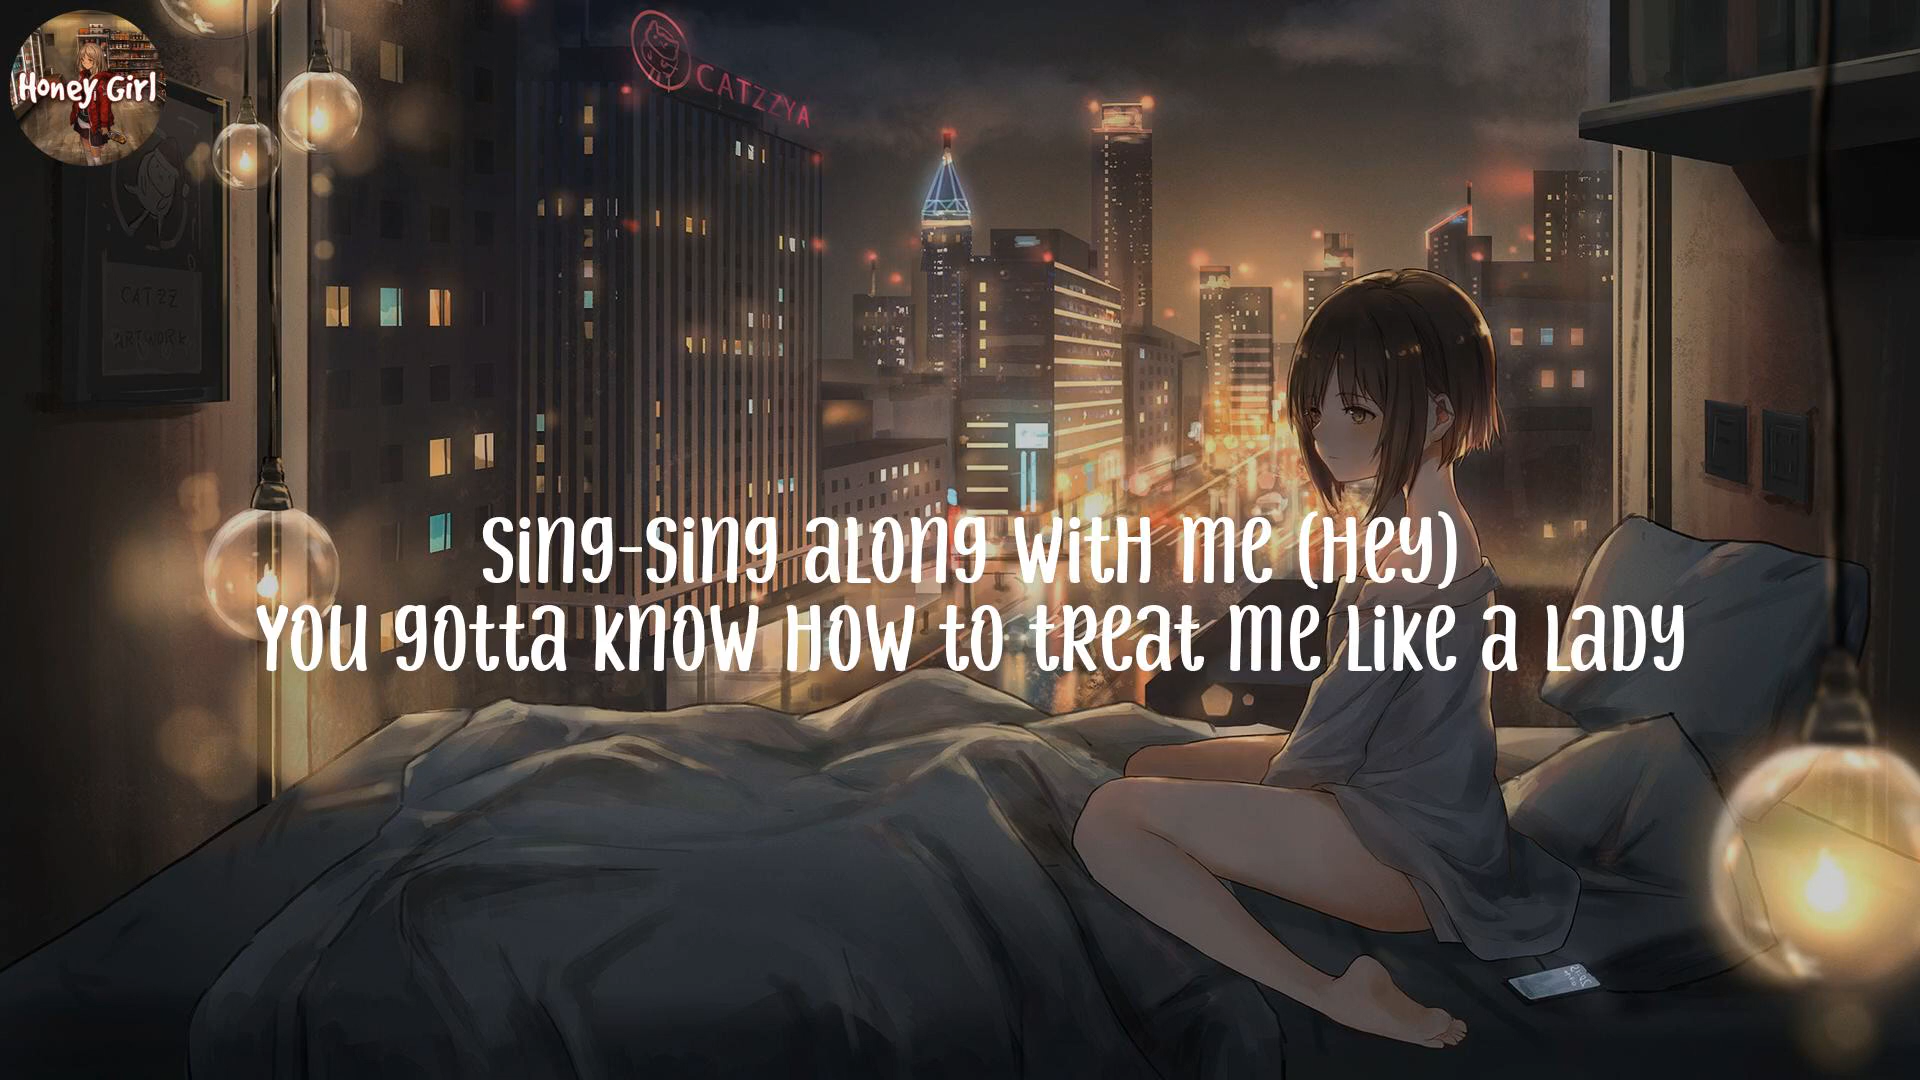 Honey Girl
CATZZYA
CATZZ
ARTWORK
Sing-Sing along with me (Hey)
You gotta know how to treat me like a lady